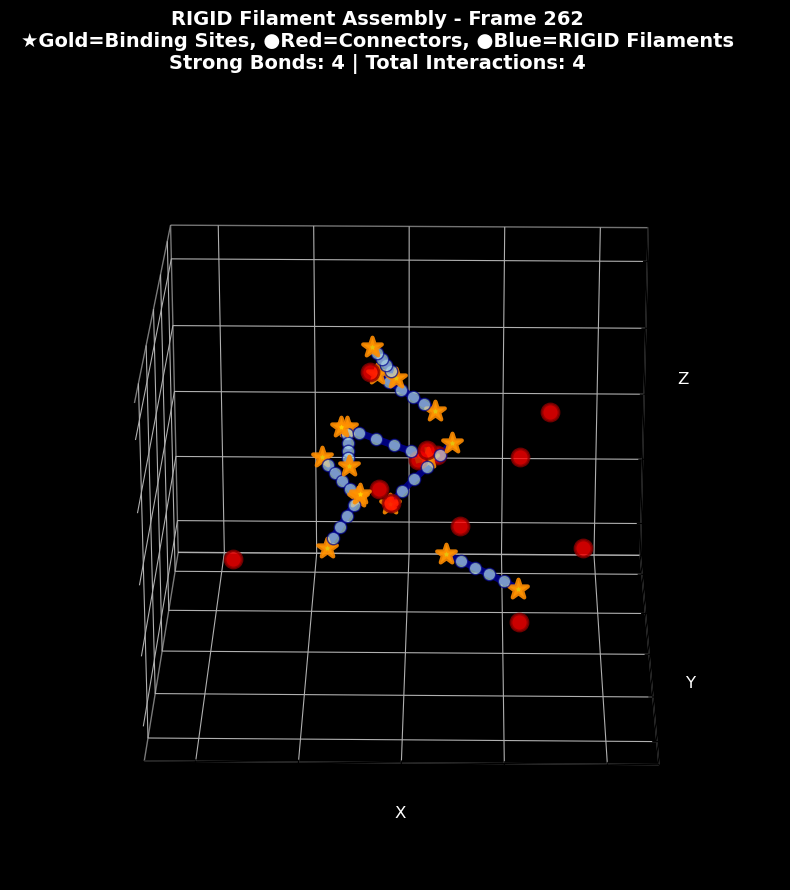 RIGID Filament Assembly - Frame 262
★Gold=Binding Sites, ●Red=Connectors, ●Blue=RIGID Filaments
Strong Bonds: 4 | Total Interactions: 4
Z
Y
X